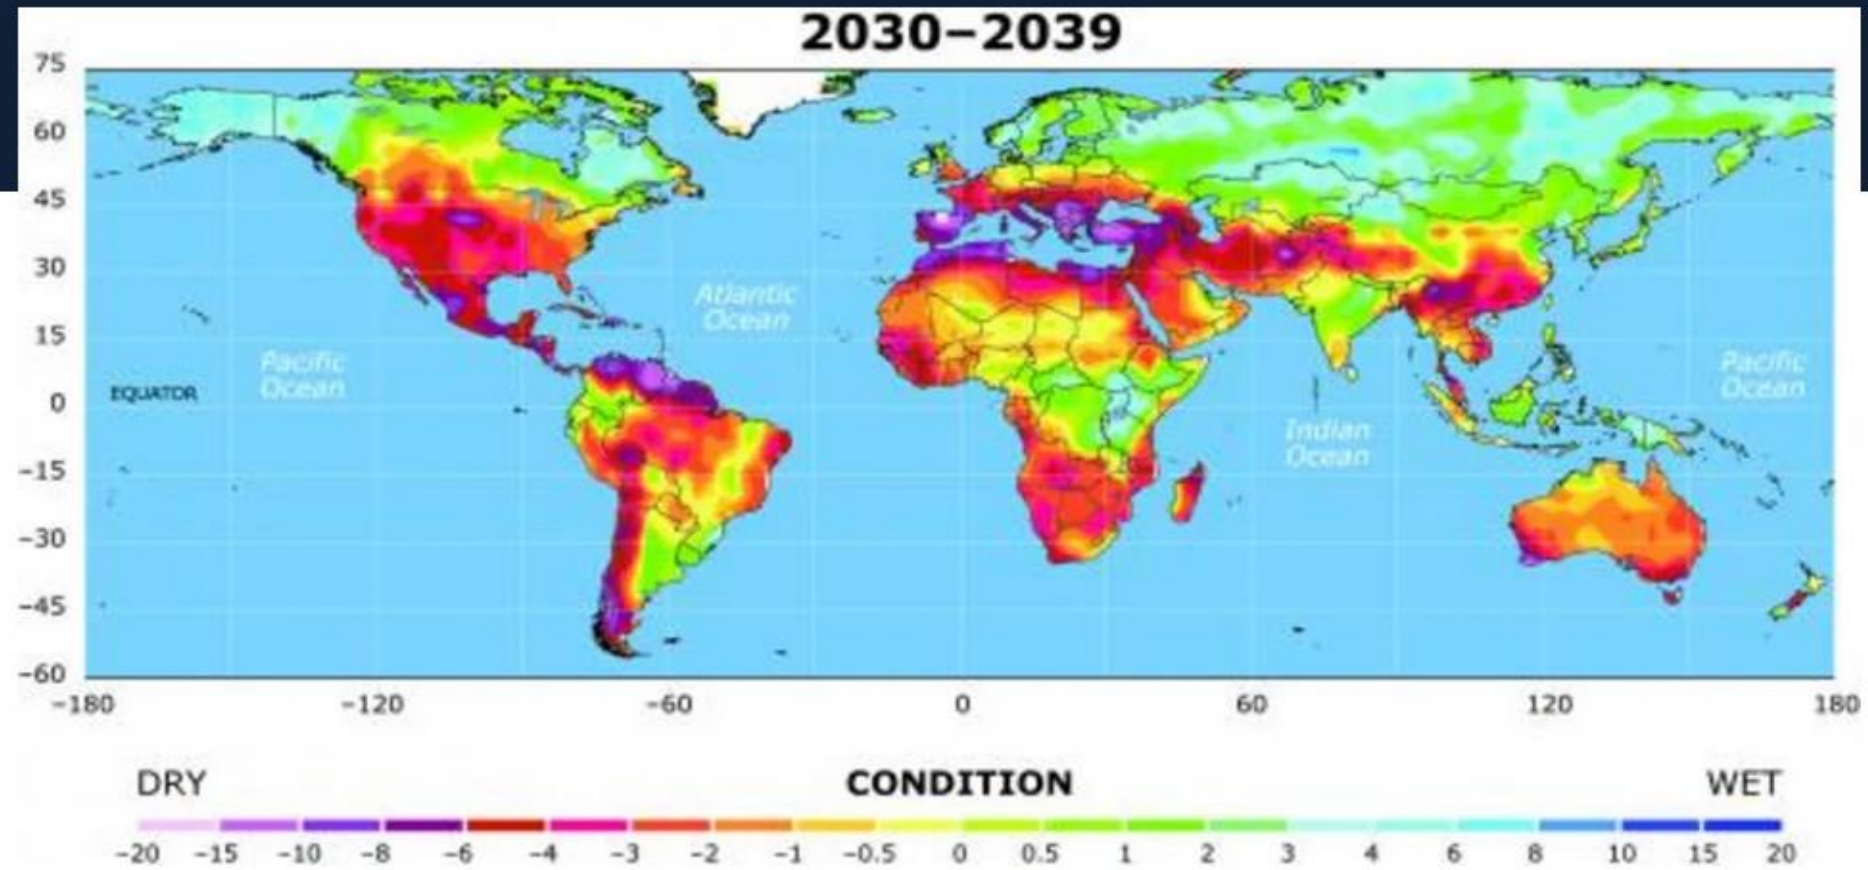 2030–2039
75
60
45
30
15
0
–15
–30
–45
–60
Atlantic
Ocean
Pacific
Ocean
EQUATOR
Pacific
Ocean
Indian
Ocean
–180 –120 –60 0 60 120 180
DRY CONDITION WET
–20 –15 –10 –8 –6 –4 –3 –2 –1 –0.5 0 0.5 1 2 3 4 6 8 10 15 20